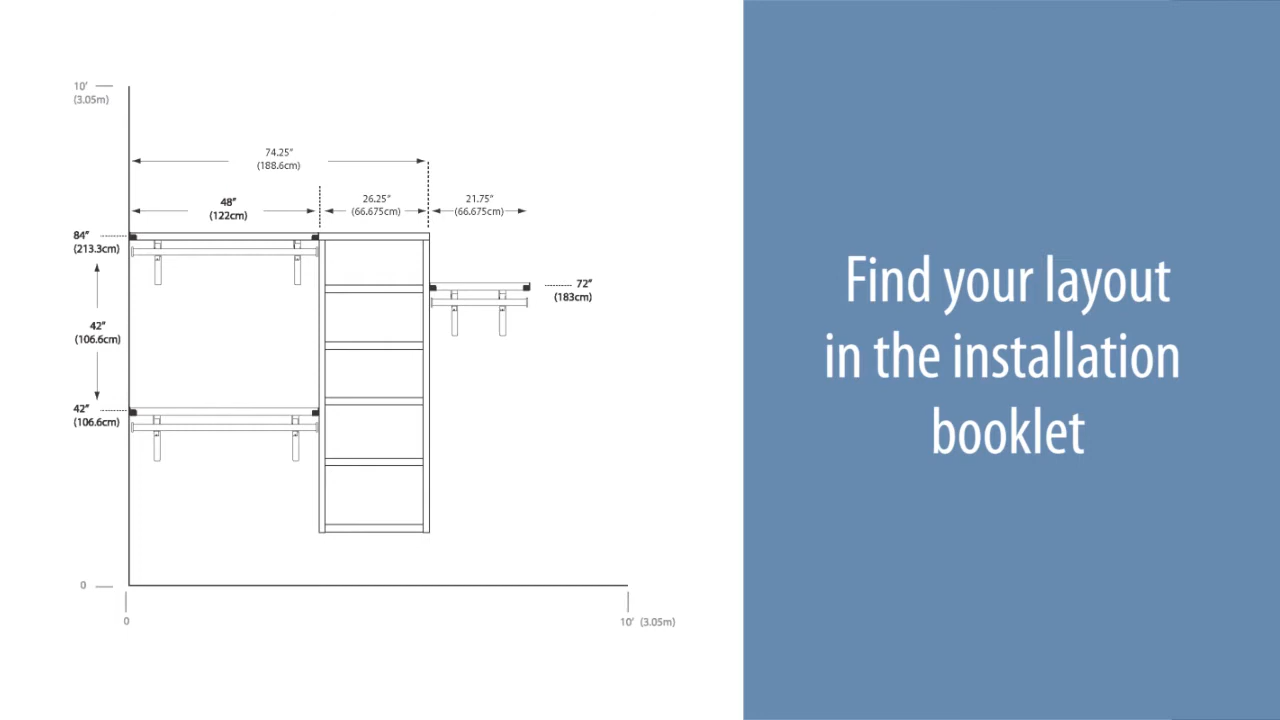 10'
(3.05m)
74.25"
(188.6cm)
48"
(122cm)
26.25"
(66.675cm)
21.75"
(66.675cm)
84"
(213.3cm)
72"
(183cm)
42"
(106.6cm)
42"
(106.6cm)
0
0
10' (3.05m)
Find your layout
in the installation
booklet